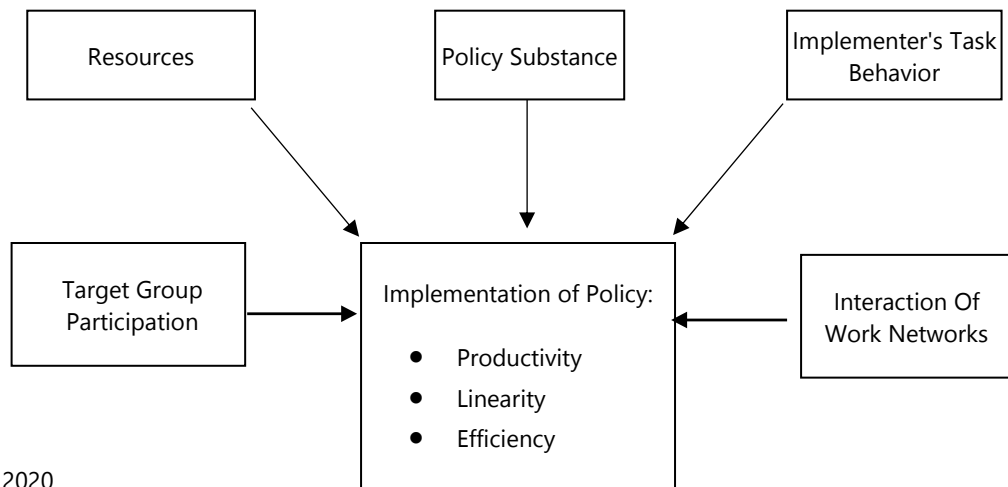 Resources
Policy Substance
Implementer's Task
Behavior
Target Group
Participation
Implementation of Policy:
● Productivity
● Linearity
● Efficiency
Interaction Of
Work Networks
2020